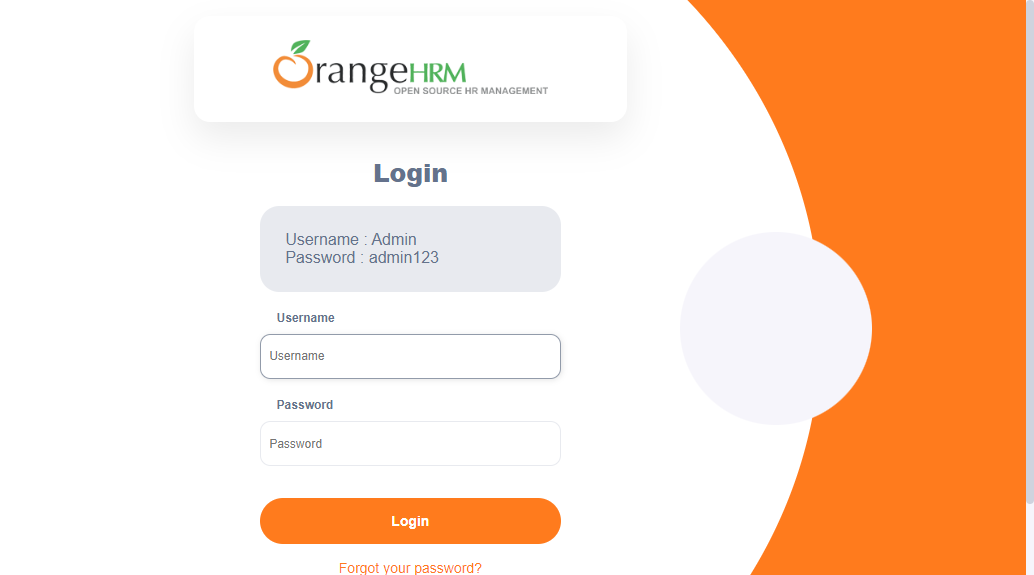 OrangeHRM
OPEN SOURCE HR MANAGEMENT
Login
Username : Admin
Password : admin123
Username
Username
Password
Password
Login
Forgot your password?